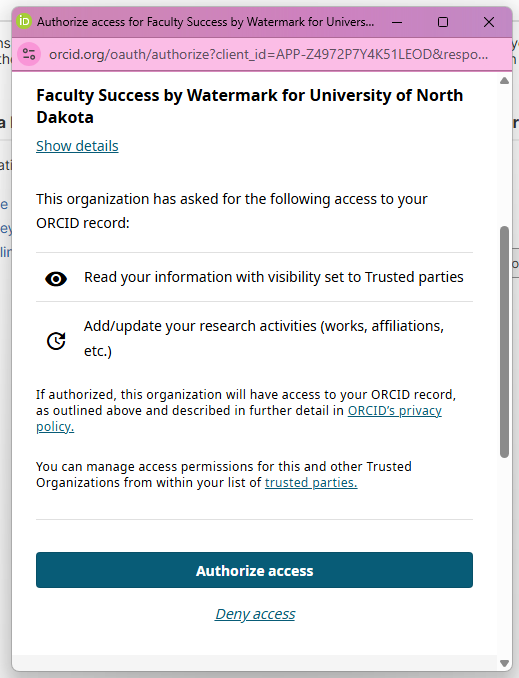 Authorize access for Faculty Success by Watermark for Univers...
orcid.org/oauth/authorize?client_id=APP-Z4972P7Y4K51LEOD&respo...
Faculty Success by Watermark for University of North
Dakota
Show details
This organization has asked for the following access to your
ORCID record:
Read your information with visibility set to Trusted parties
Add/update your research activities (works, affiliations,
etc.)
If authorized, this organization will have access to your ORCID record,
as outlined above and described in further detail in ORCID's privacy
policy.
You can manage access permissions for this and other Trusted
Organizations from within your list of trusted parties.
Authorize access
Deny access